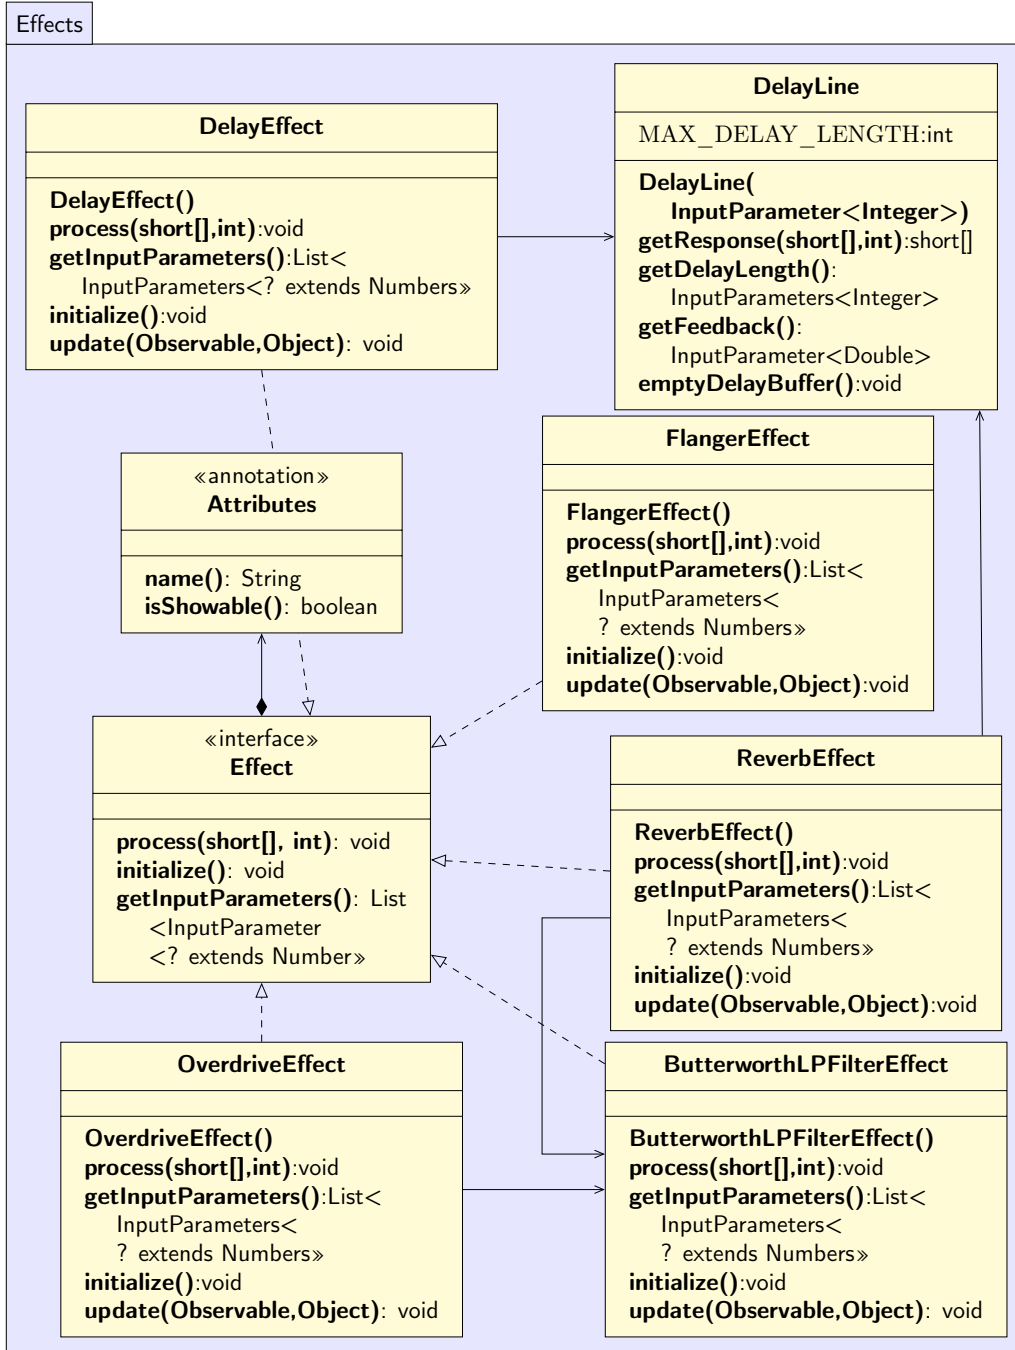 Effects
DelayEffect
DelayEffect()
process(short[],int):void
getInputParameters():List<
InputParameters<? extends Numbers»
initialize():void
update(Observable,Object): void
DelayLine
MAX_DELAY_LENGTH:int
DelayLine(
InputParameter<Integer>)
getResponse(short[],int):short[]
getDelayLength():
InputParameters<Integer>
getFeedback():
InputParameter<Double>
emptyDelayBuffer():void
«annotation»
Attributes
name(): String
isShowable(): boolean
FlangerEffect
FlangerEffect()
process(short[],int):void
getInputParameters():List<
InputParameters<
? extends Numbers»
initialize():void
update(Observable,Object):void
«interface»
Effect
process(short[], int): void
initialize(): void
getInputParameters(): List
<InputParameter
<? extends Number»
ReverbEffect
ReverbEffect()
process(short[],int):void
getInputParameters():List<
InputParameters<
? extends Numbers»
initialize():void
update(Observable,Object):void
OverdriveEffect
OverdriveEffect()
process(short[],int):void
getInputParameters():List<
InputParameters<
? extends Numbers»
initialize():void
update(Observable,Object): void
ButterworthLPFilterEffect
ButterworthLPFilterEffect()
process(short[],int):void
getInputParameters():List<
InputParameters<
? extends Numbers»
initialize():void
update(Observable,Object): void